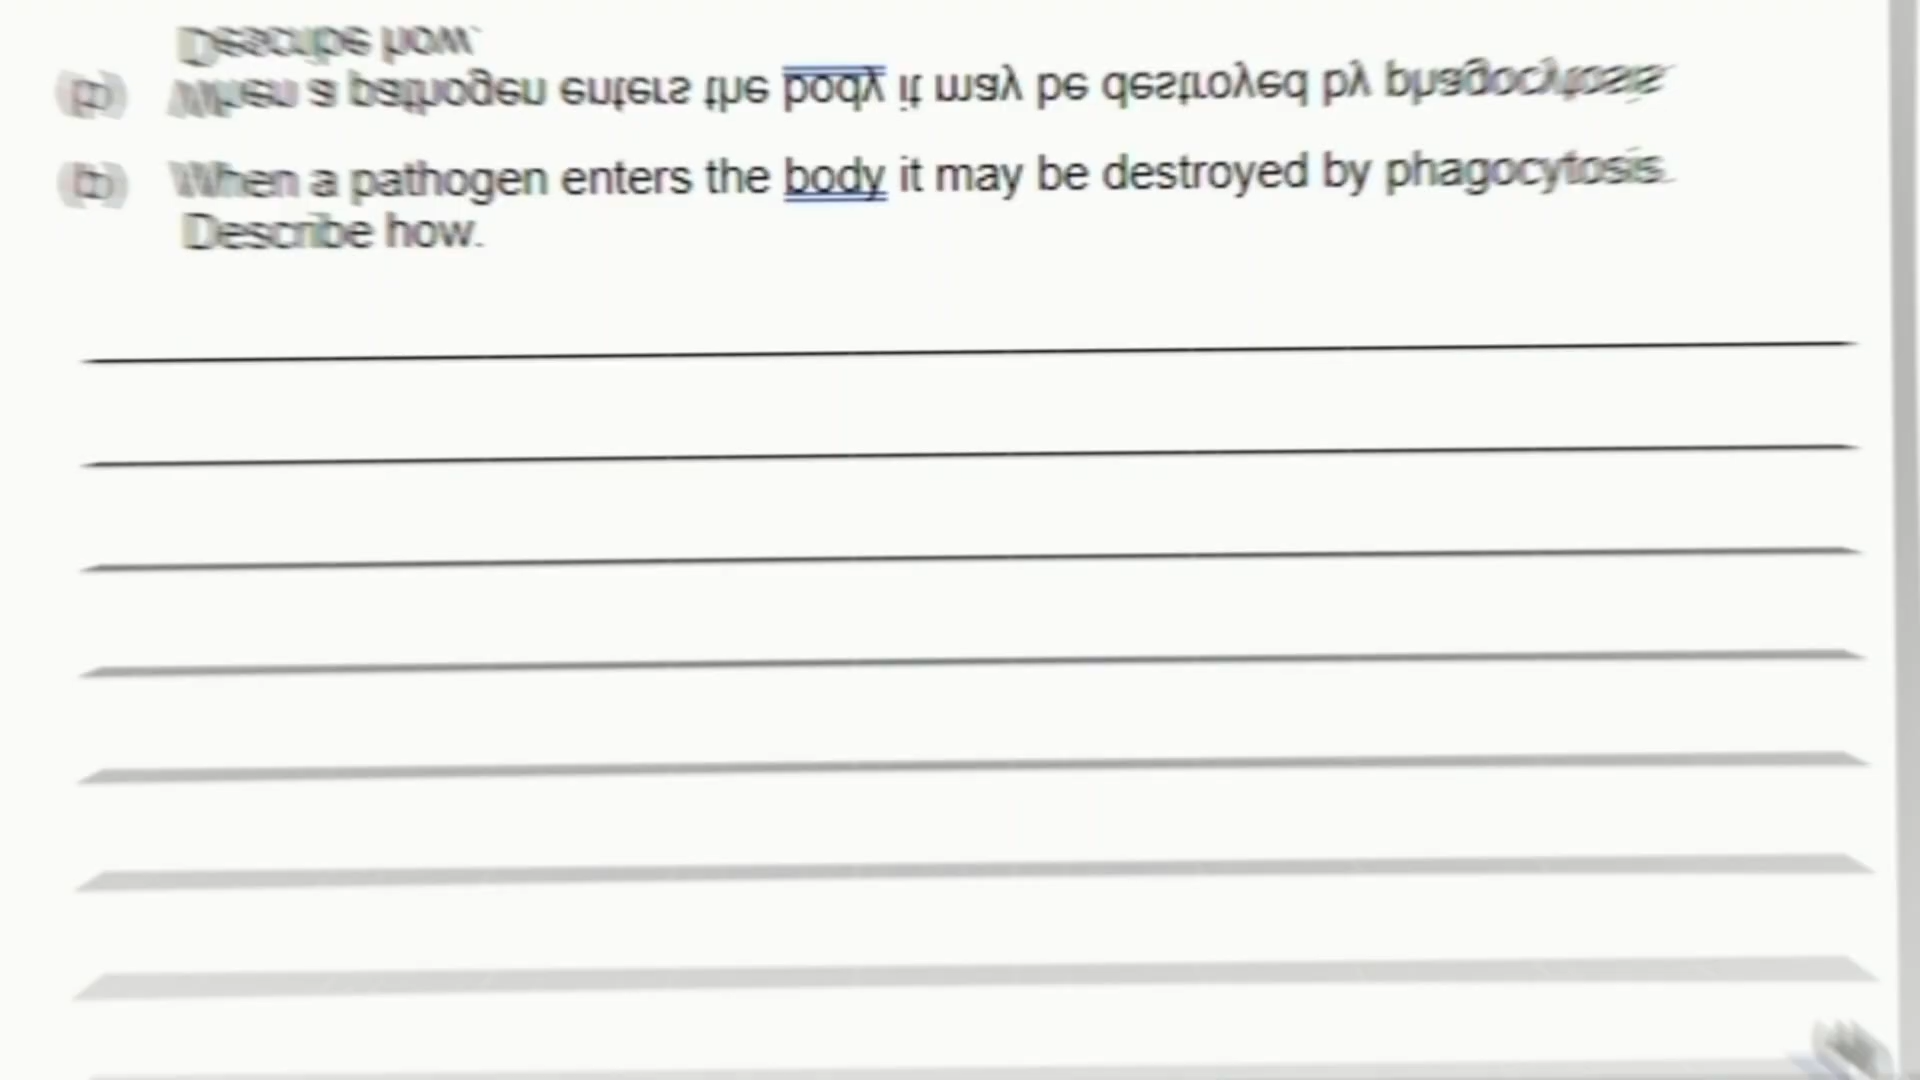 (b) When a pathogen enters the body it may be destroyed by phagocytosis.
Describe how.